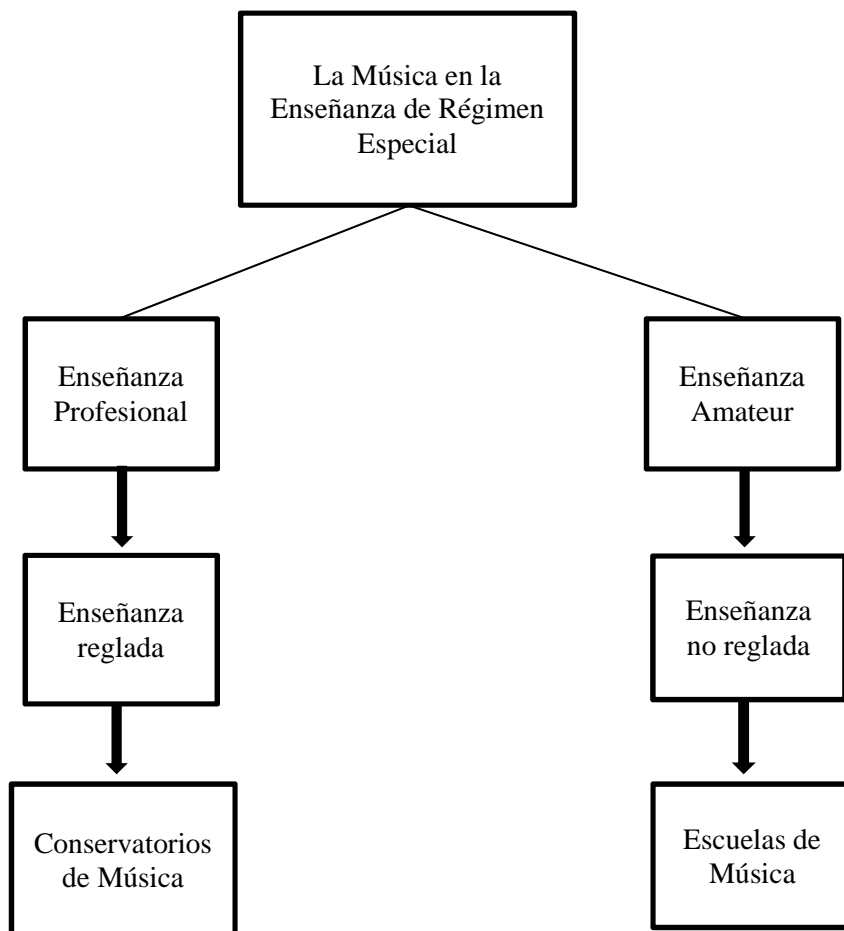 La Música en la
Enseñanza de Régimen
Especial
Enseñanza
Profesional
Enseñanza
Amateur
Enseñanza
reglada
Enseñanza
no reglada
Conservatorios
de Música
Escuelas de
Música